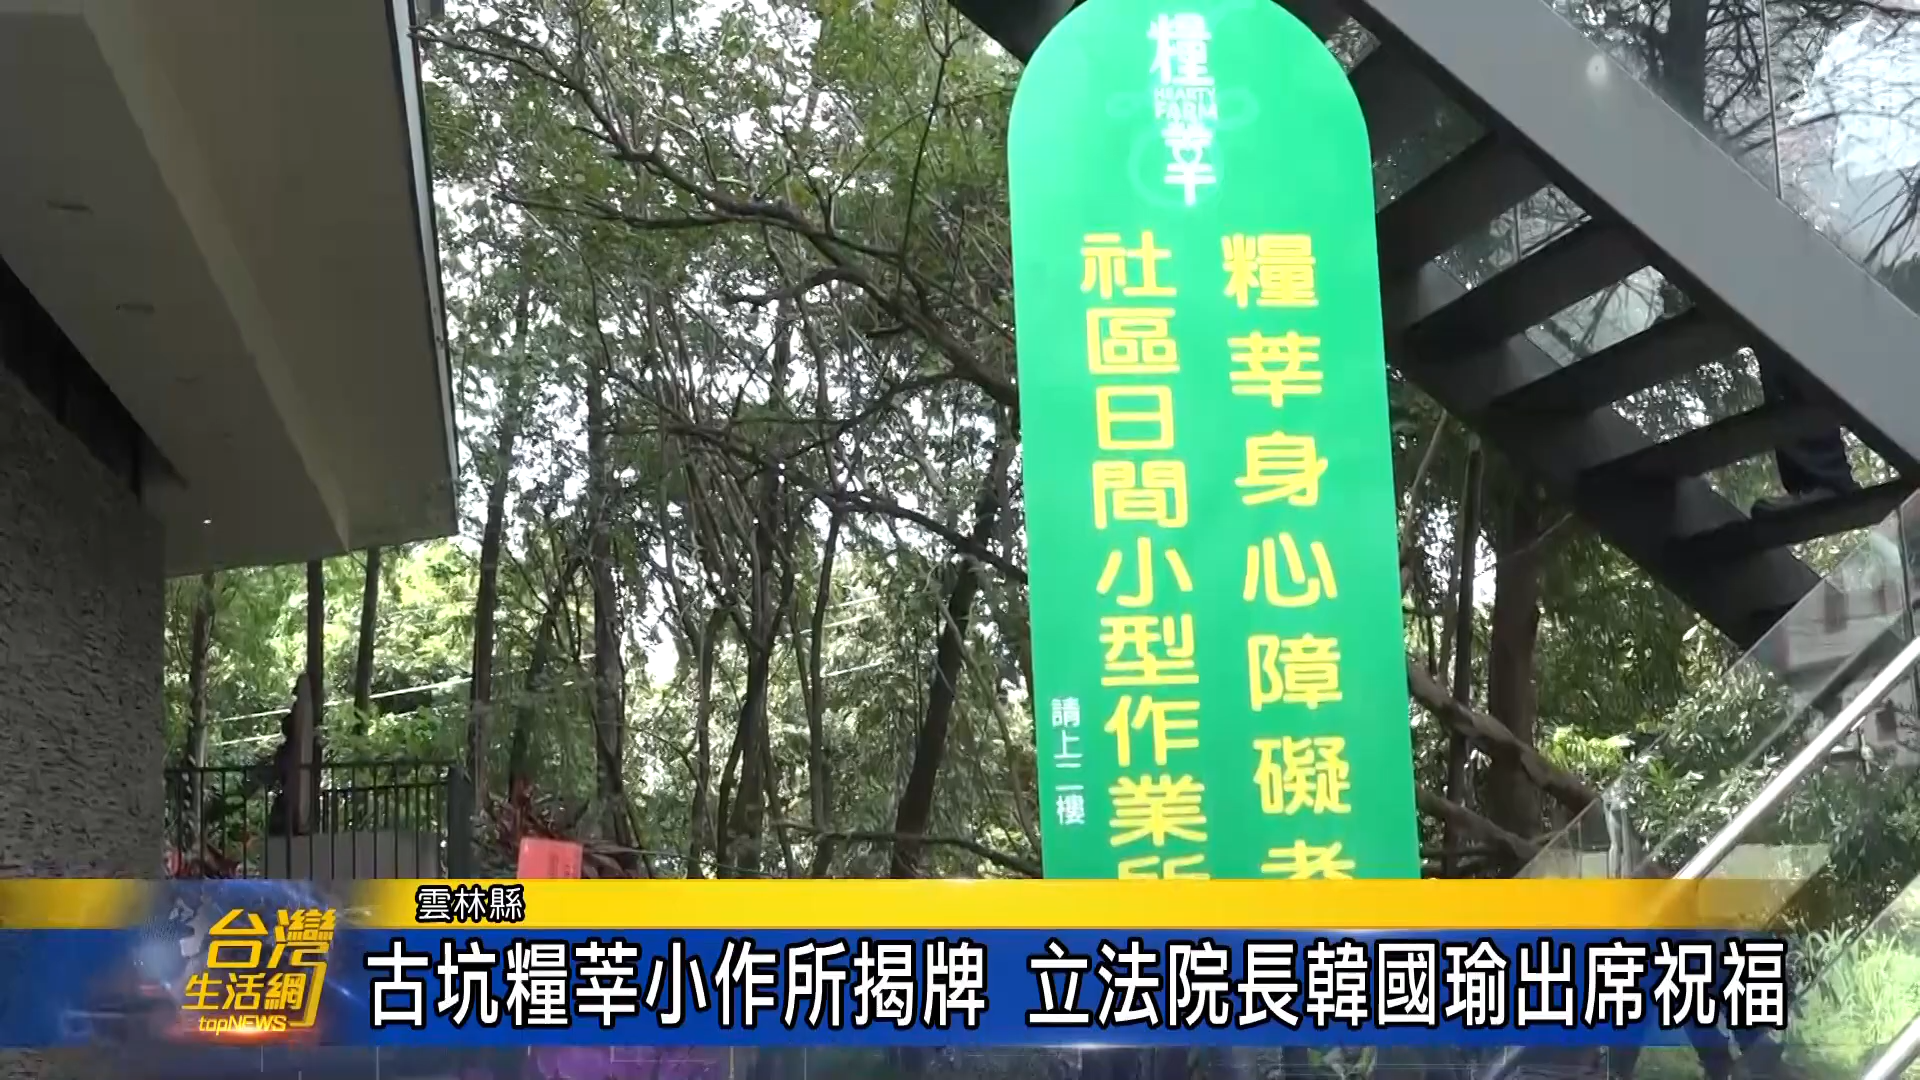 糧
HEARTY
FARM
莘
糧莘身心障礙者
社區日間小型作業所
請上二樓
雲林縣
台灣
生活網
topNEWS
古坑糧莘小作所揭牌 立法院長韓國瑜出席祝福